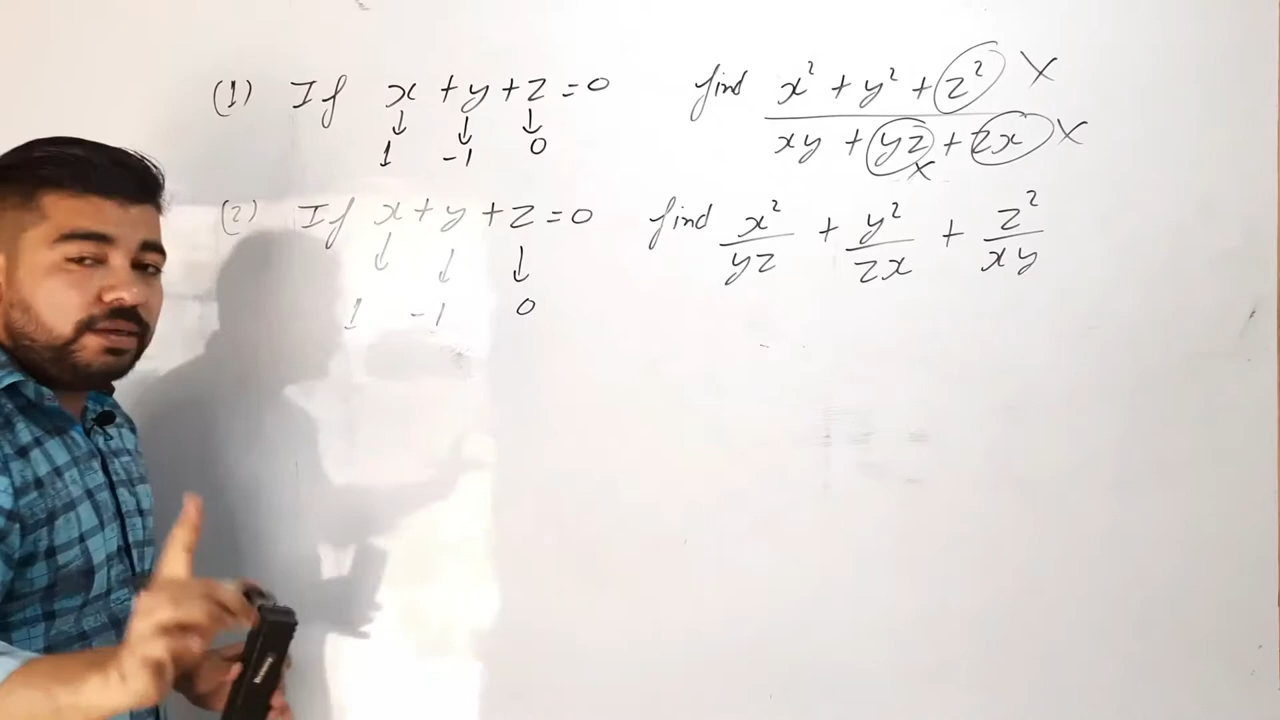 (1) If x + y + z = 0 find x² + y² + z² X
↓ ↓ ↓ xy + yz + zx X
1 -1 0 x
(2) If x + y + z = 0 find x²/yz + y²/zx + z²/xy
↓ ↓ ↓
1 -1 0